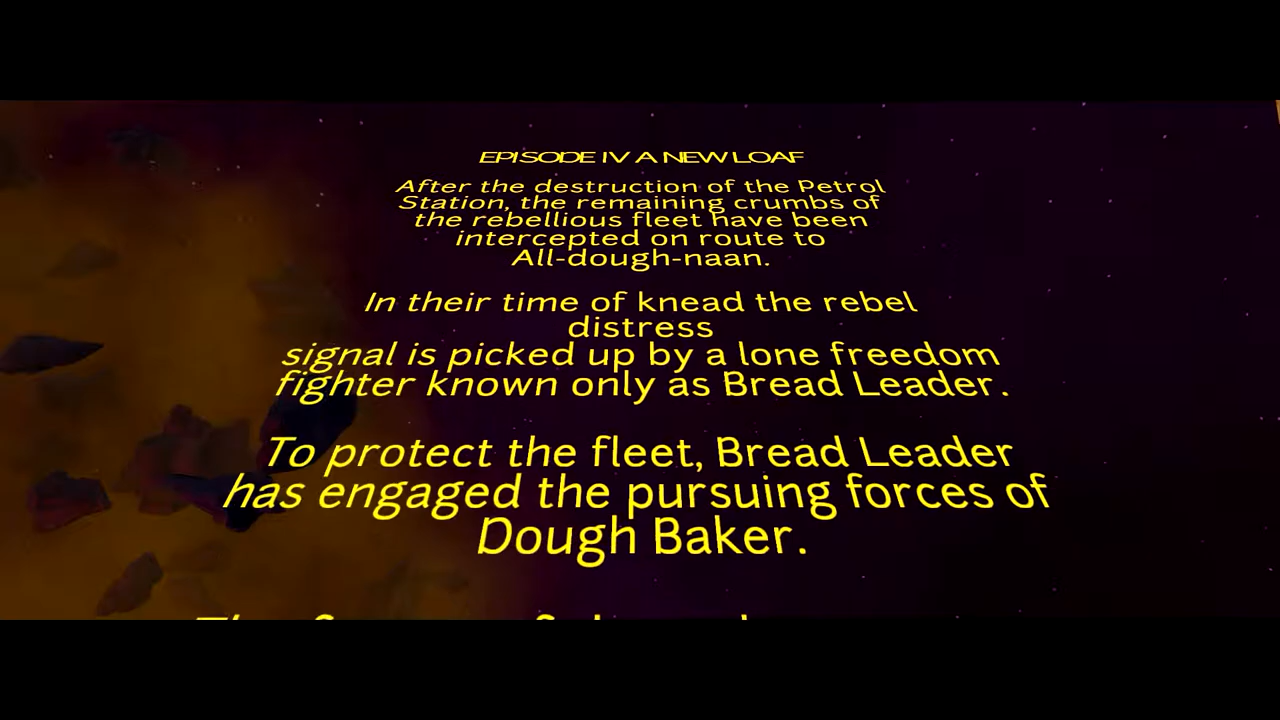 EPISODE IV A NEW LOAF
After the destruction of the Petrol
Station, the remaining crumbs of
the rebellious fleet have been
intercepted on route to
All-dough-naan.
In their time of knead the rebel
distress
signal is picked up by a lone freedom
fighter known only as Bread Leader.
To protect the fleet, Bread Leader
has engaged the pursuing forces of
Dough Baker.